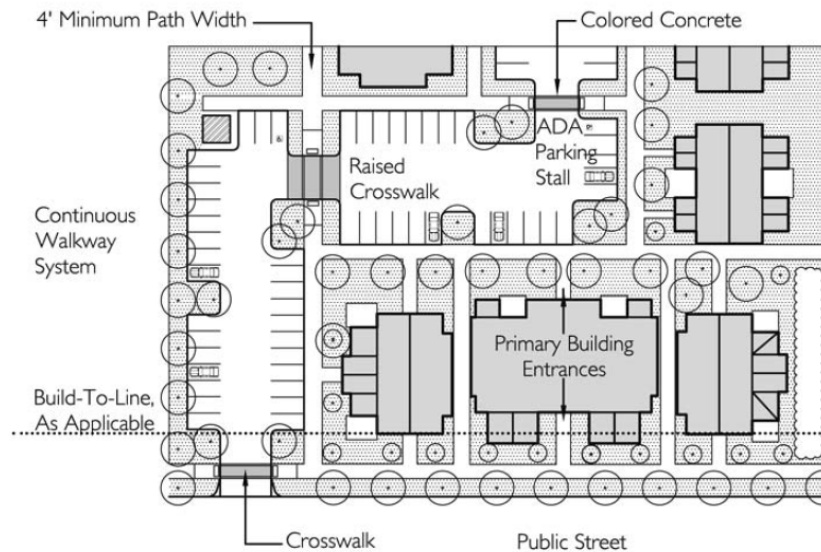 4' Minimum Path Width
Colored Concrete
ADA
Parking
Stall
Raised
Crosswalk
Continuous
Walkway
System
Primary Building
Entrances
Build-To-Line,
As Applicable
Crosswalk
Public Street